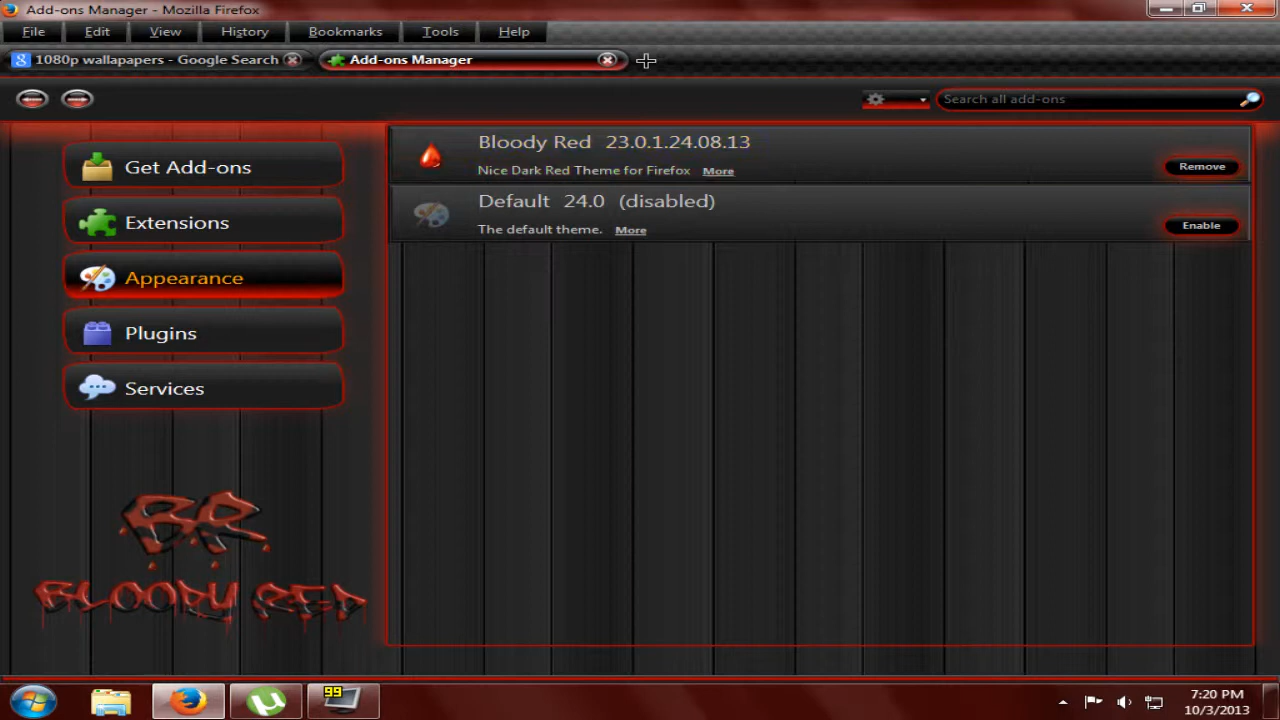 Add-ons Manager - Mozilla Firefox
File Edit View History Bookmarks Tools Help
1080p wallapapers - Google Search
Add-ons Manager
Search all add-ons
Get Add-ons
Extensions
Appearance
Plugins
Services
BR
BLOODY RED
Bloody Red 23.0.1.24.08.13
Nice Dark Red Theme for Firefox More
Remove
Default 24.0 (disabled)
The default theme. More
Enable
99
7:20 PM
10/3/2013